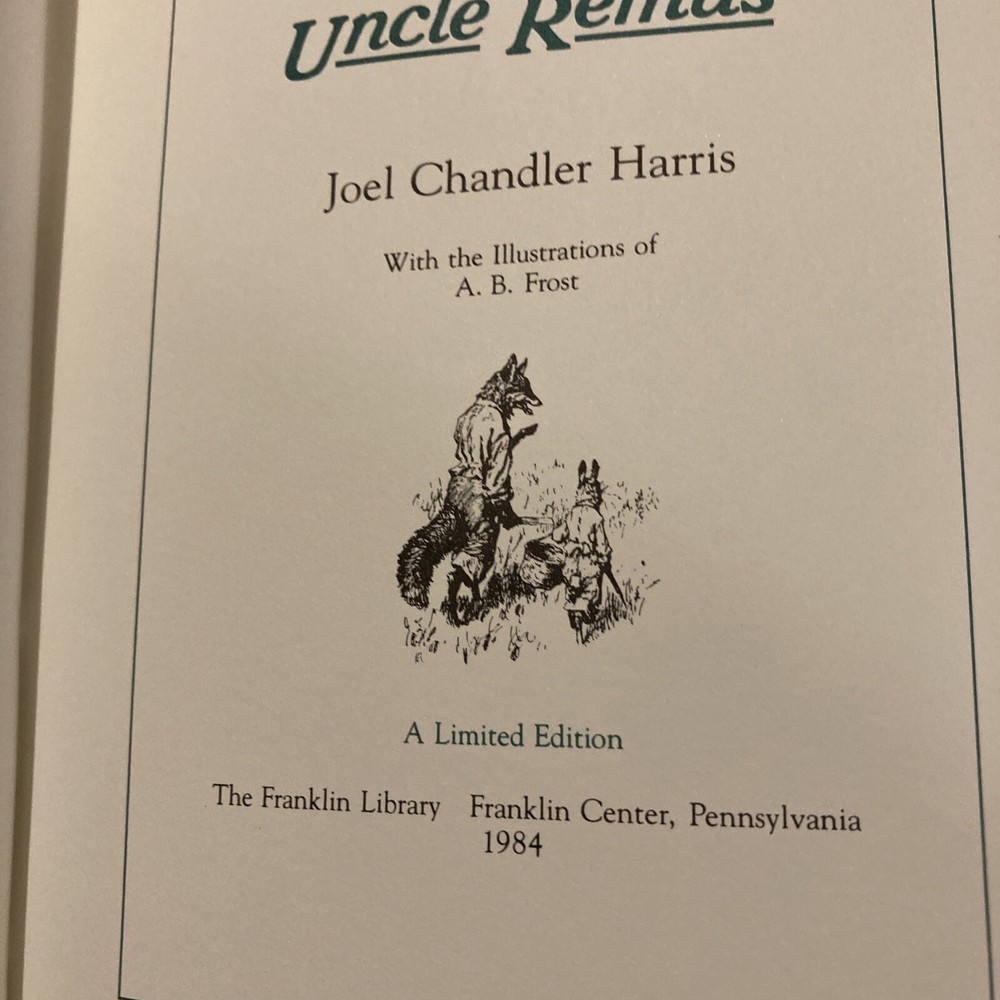 Uncle Remus
Joel Chandler Harris
With the Illustrations of
A. B. Frost
A Limited Edition
The Franklin Library Franklin Center, Pennsylvania
1984